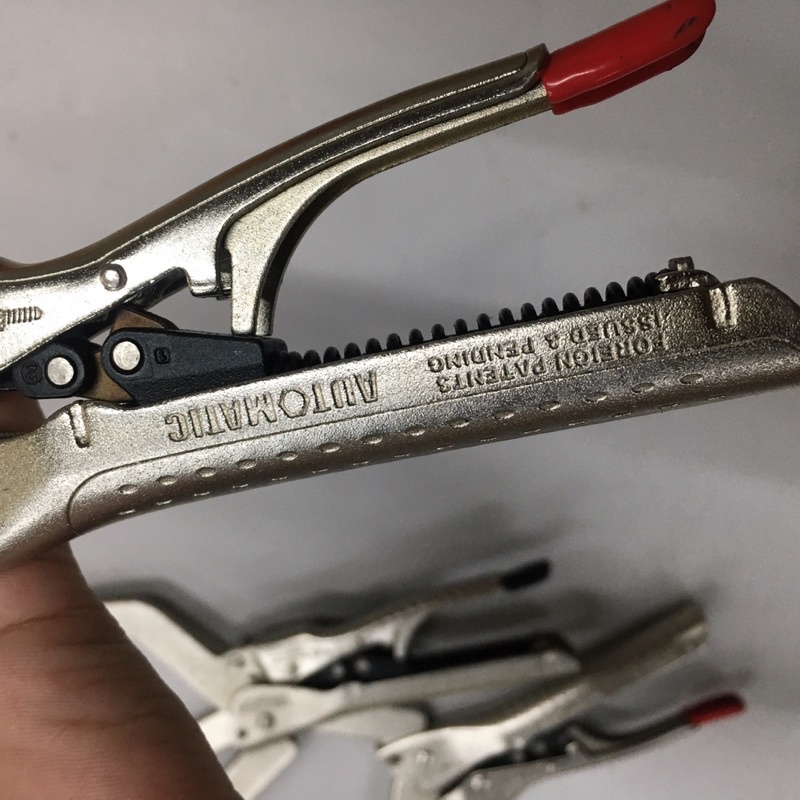 AUTOMATIC
FOREIGN PATENTS
ISSUED & PENDING